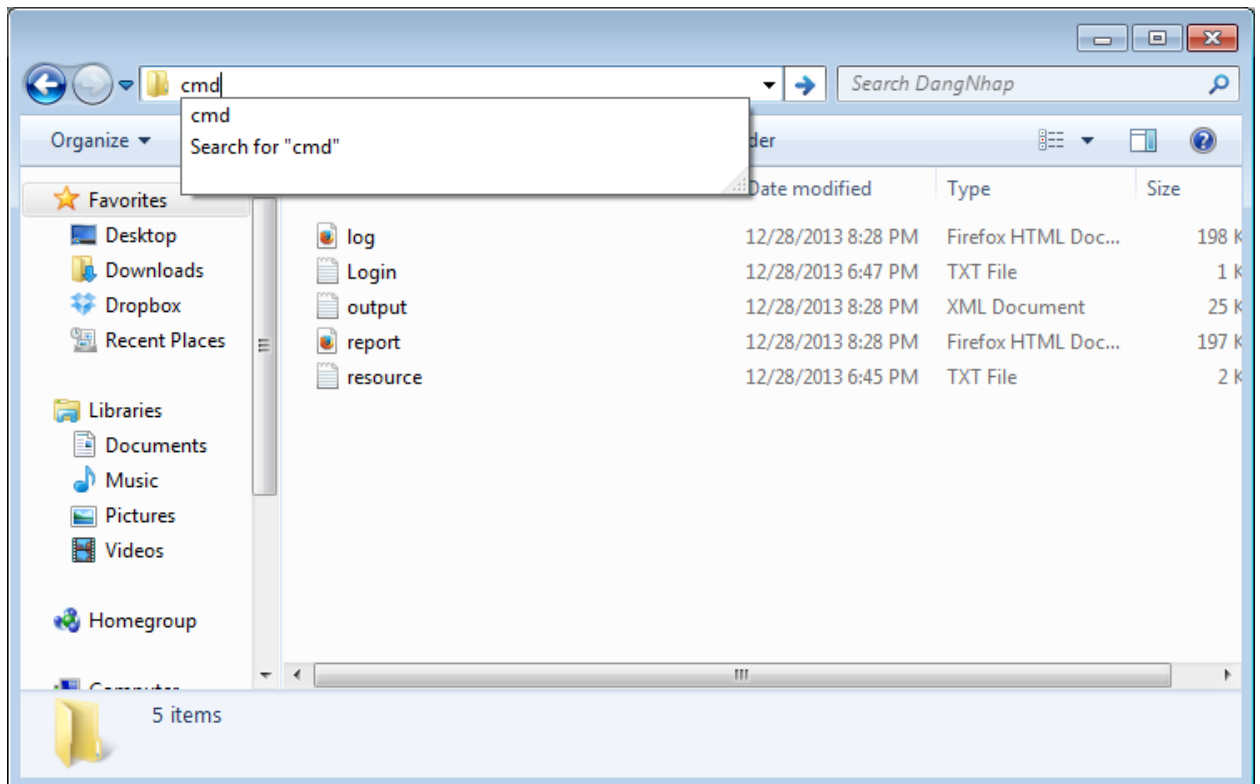 cmd
Search DangNhap
cmd
Search for "cmd"
Organize
der
Date modified Type Size
Favorites
Desktop
Downloads
Dropbox
Recent Places
Libraries
Documents
Music
Pictures
Videos
Homegroup
log 12/28/2013 8:28 PM Firefox HTML Doc... 198 K
Login 12/28/2013 6:47 PM TXT File 1 K
output 12/28/2013 8:28 PM XML Document 25 K
report 12/28/2013 8:28 PM Firefox HTML Doc... 197 K
resource 12/28/2013 6:45 PM TXT File 2 K
5 items